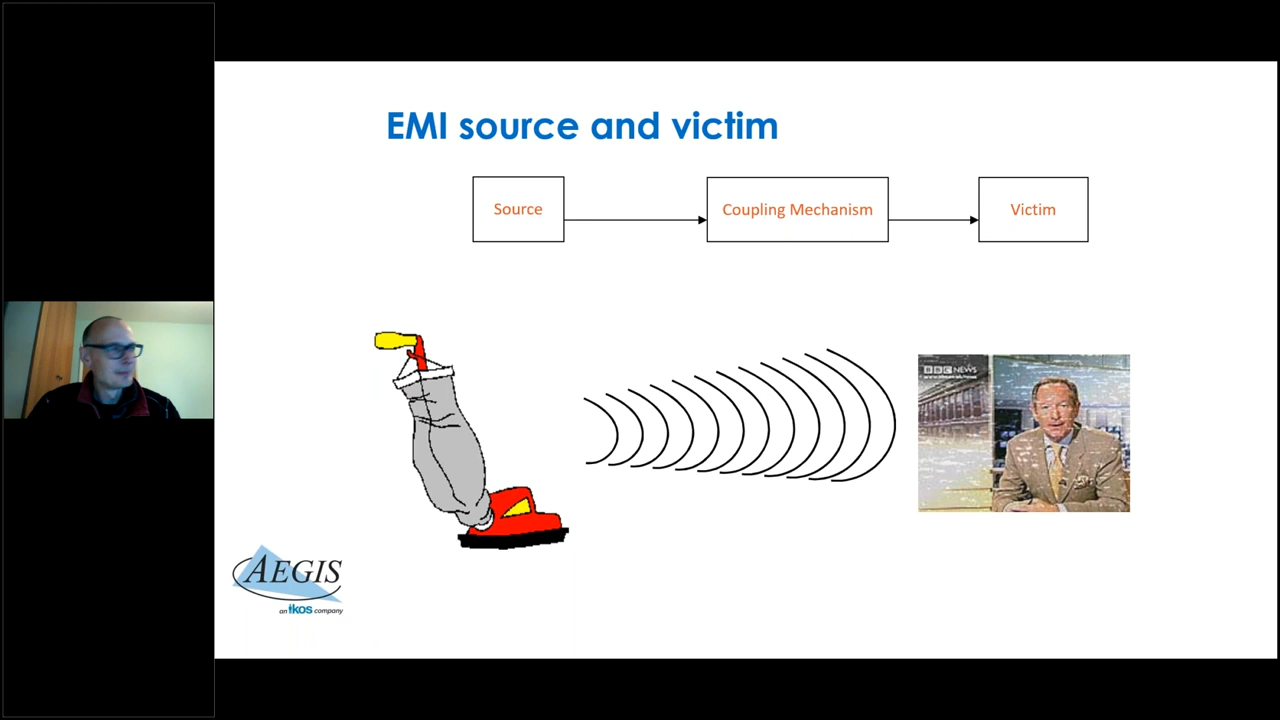 EMI source and victim
Source
Coupling Mechanism
Victim
BBC NEWS
AEGIS
an ikos company